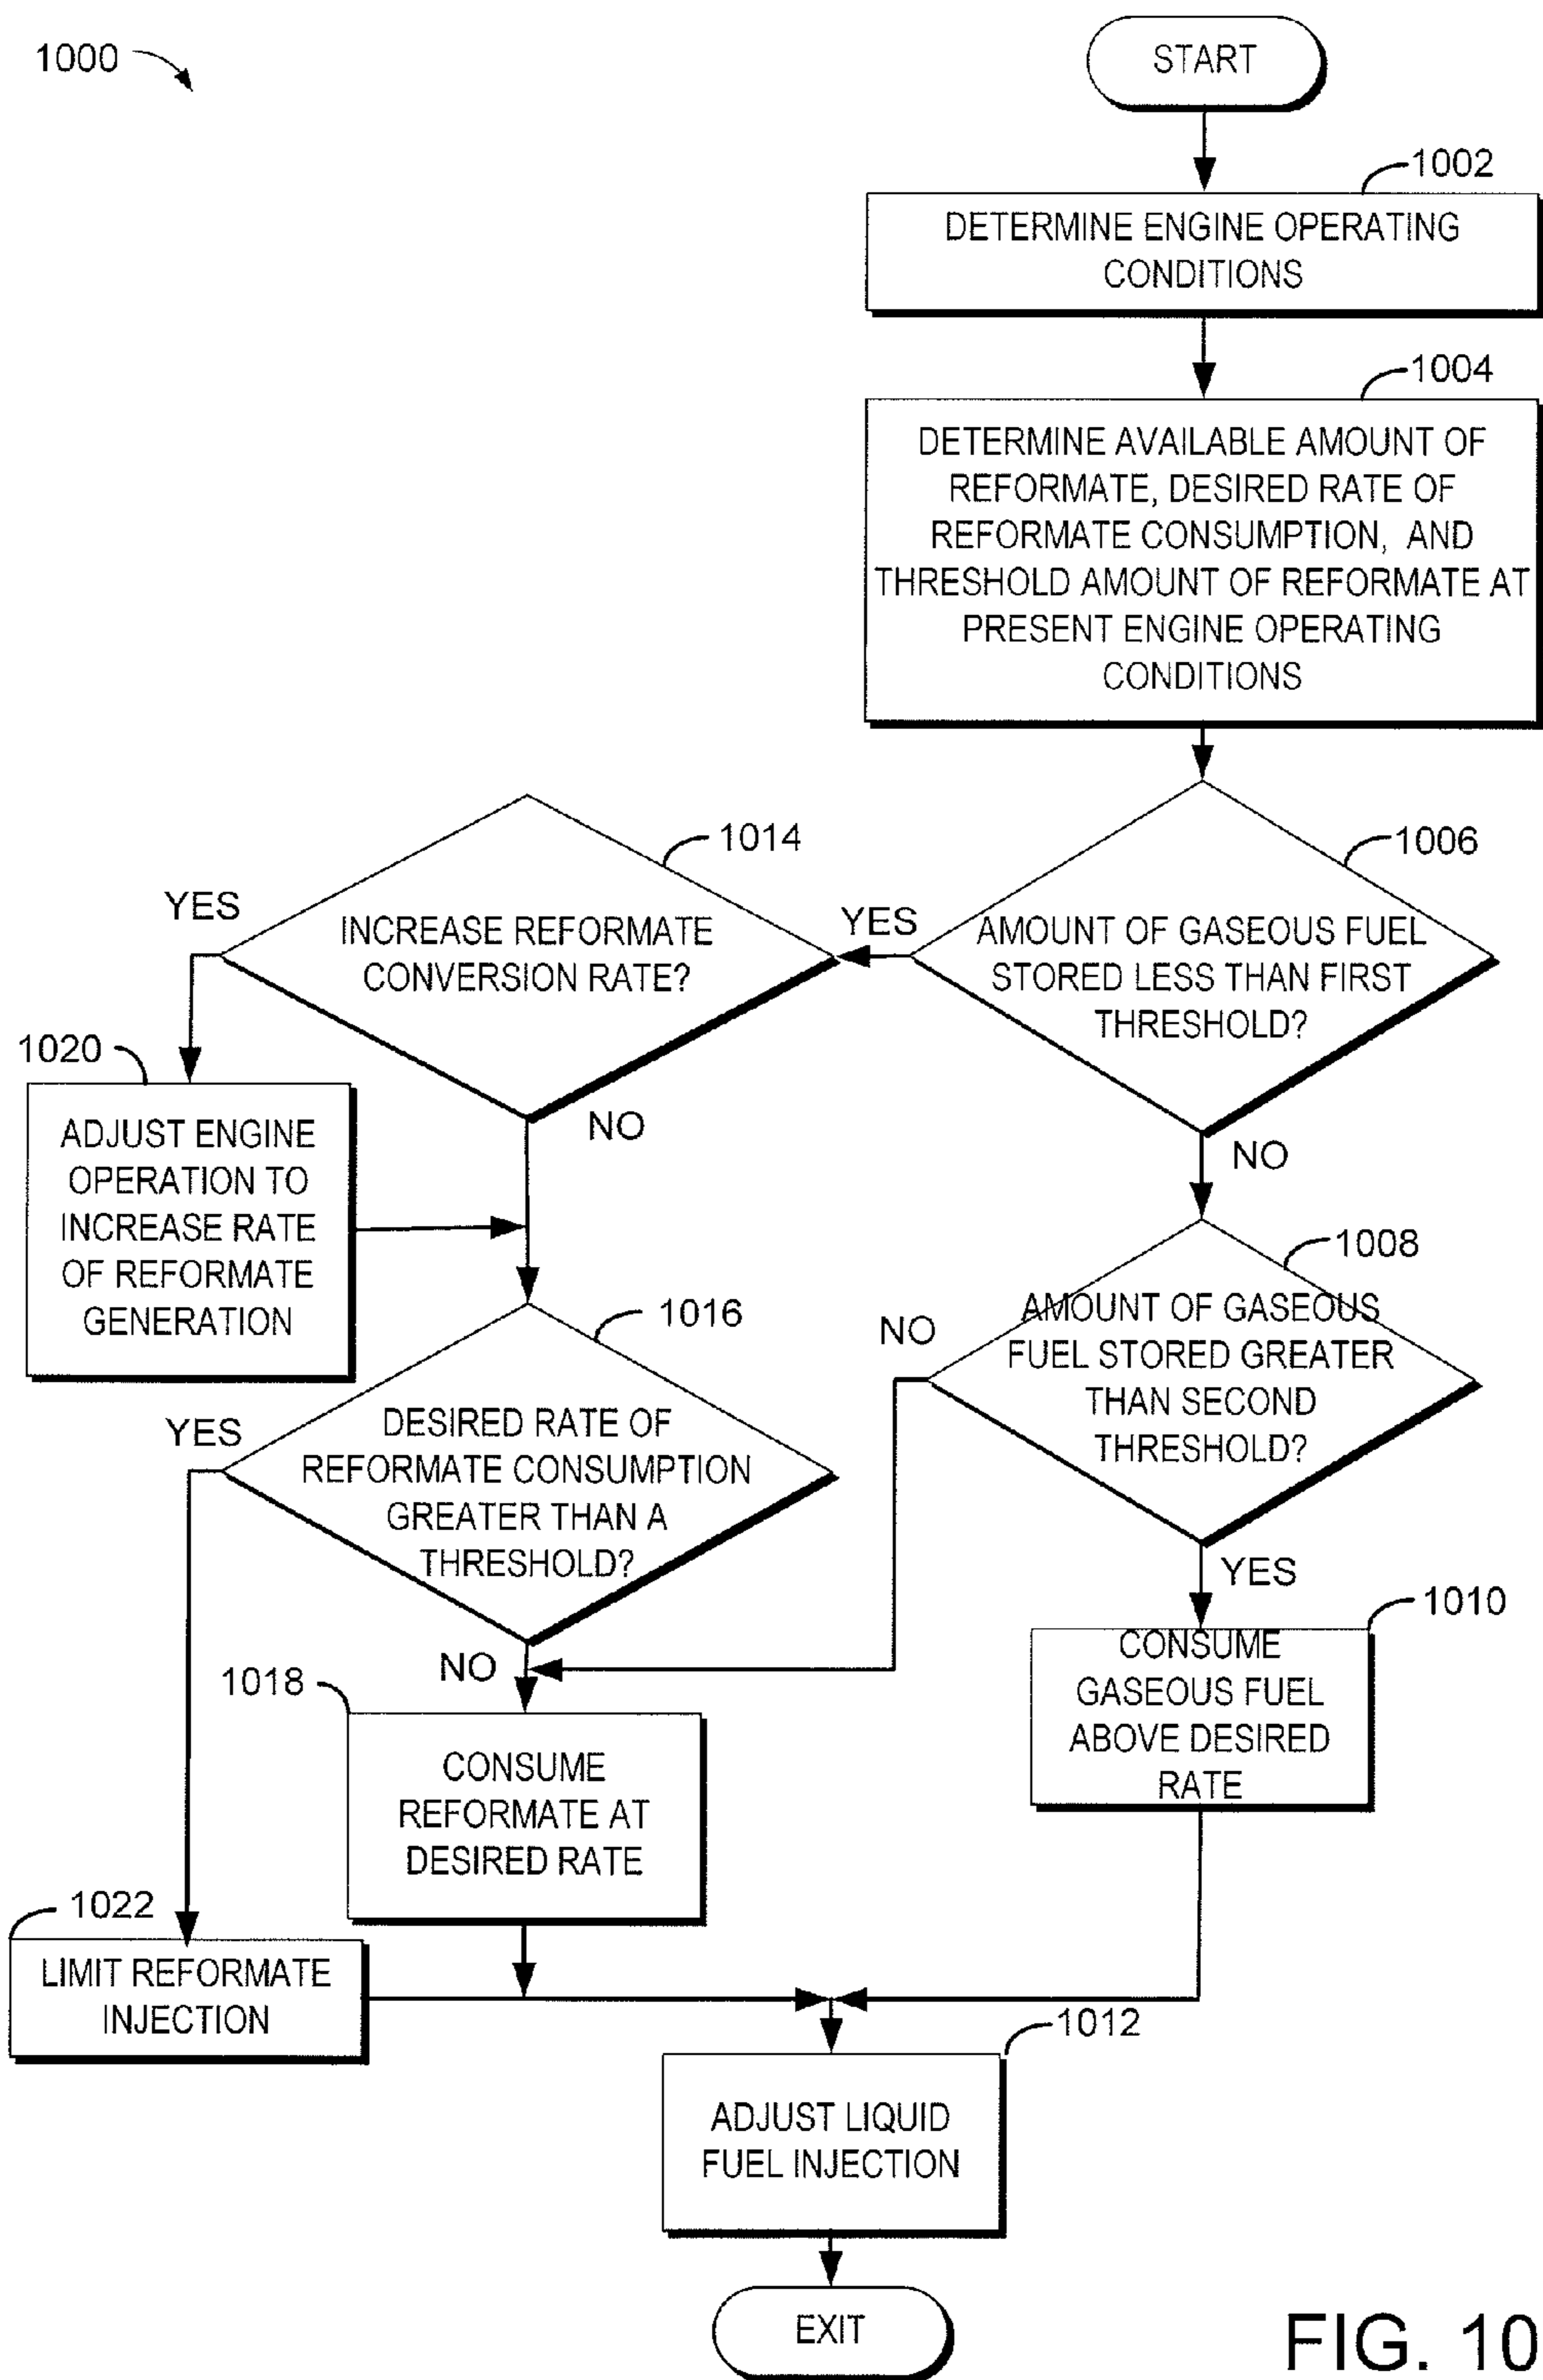 1000
START
1002
DETERMINE ENGINE OPERATING
CONDITIONS
1004
DETERMINE AVAILABLE AMOUNT OF
REFORMATE, DESIRED RATE OF
REFORMATE CONSUMPTION, AND
THRESHOLD AMOUNT OF REFORMATE AT
PRESENT ENGINE OPERATING
CONDITIONS
1006
AMOUNT OF GASEOUS FUEL
STORED LESS THAN FIRST
THRESHOLD?
YES
NO
1014
INCREASE REFORMATE
CONVERSION RATE?
YES
NO
1020
ADJUST ENGINE
OPERATION TO
INCREASE RATE
OF REFORMATE
GENERATION
1008
AMOUNT OF GASEOUS
FUEL STORED GREATER
THAN SECOND
THRESHOLD?
NO
YES
1016
DESIRED RATE OF
REFORMATE CONSUMPTION
GREATER THAN A
THRESHOLD?
YES
NO
1010
CONSUME
GASEOUS FUEL
ABOVE DESIRED
RATE
1018
CONSUME
REFORMATE AT
DESIRED RATE
1022
LIMIT REFORMATE
INJECTION
1012
ADJUST LIQUID
FUEL INJECTION
EXIT
FIG. 10